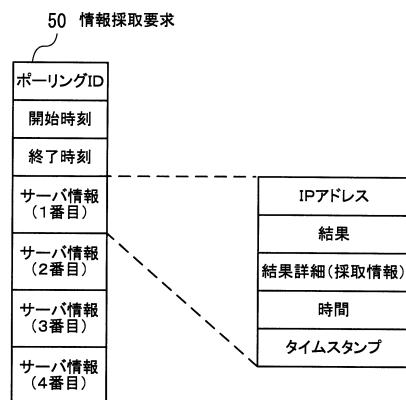 50 情報採取要求
ポーリングID
開始時刻
終了時刻
サーバ情報
(1番目)
サーバ情報
(2番目)
サーバ情報
(3番目)
サーバ情報
(4番目)
IPアドレス
結果
結果詳細(採取情報)
時間
タイムスタンプ